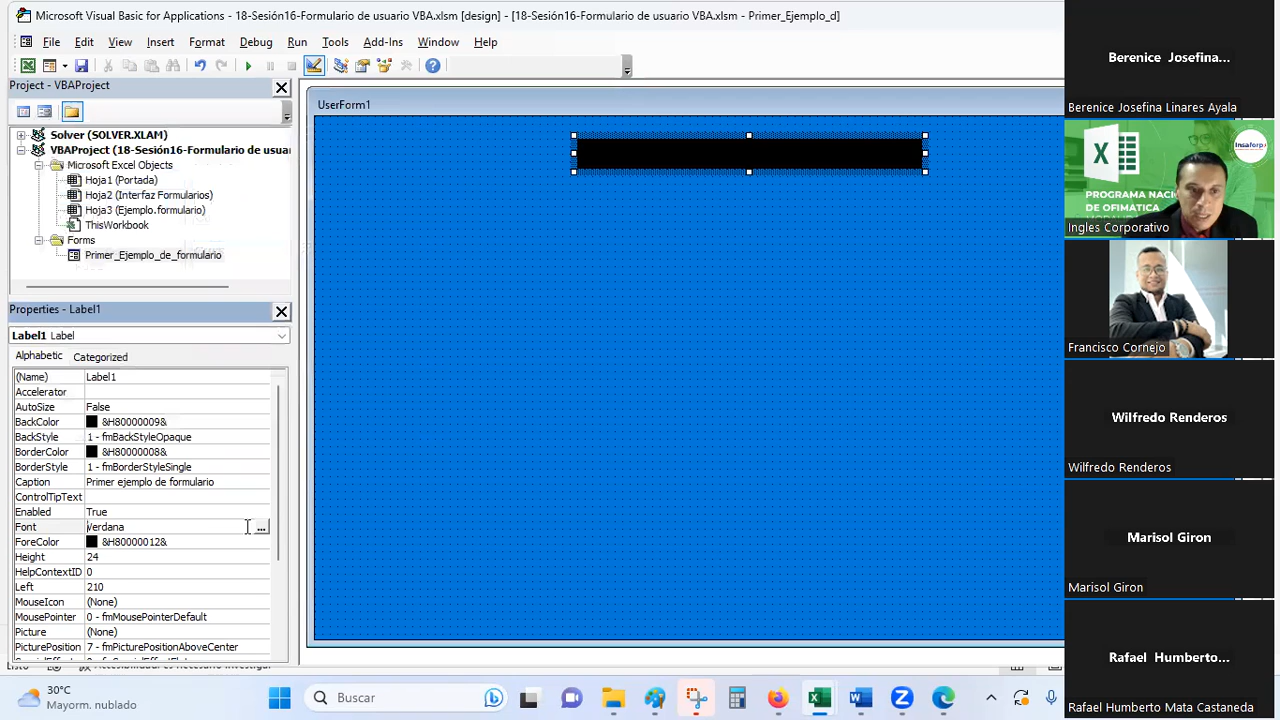 Microsoft Visual Basic for Applications - 18-Sesión16-Formulario de usuario VBA.xlsm [design] - [18-Sesión16-Formulario de usuario VBA.xlsm - Primer_Ejemplo_d]
File Edit View Insert Format Debug Run Tools Add-Ins Window Help
Project - VBAProject
Solver (SOLVER.XLAM)
VBAProject (18-Sesión16-Formulario de usua
Microsoft Excel Objects
Hoja1 (Portada)
Hoja2 (Interfaz Formularios)
Hoja3 (Ejemplo.formulario)
ThisWorkbook
Forms
Primer_Ejemplo_de_formulario
Properties - Label1
Label1 Label
Alphabetic Categorized
(Name) Label1
Accelerator
AutoSize False
BackColor &H80000009&
BackStyle 1 - fmBackStyleOpaque
BorderColor &H80000008&
BorderStyle 1 - fmBorderStyleSingle
Caption Primer ejemplo de formulario
ControlTipText
Enabled True
Font Verdana ...
ForeColor &H80000012&
Height 24
HelpContextID 0
Left 210
MouseIcon (None)
MousePointer 0 - fmMousePointerDefault
Picture (None)
PicturePosition 7 - fmPicturePositionAboveCenter
UserForm1
Berenice Josefina...
Berenice Josefina Linares Ayala
Insaforp
PROGRAMA NACI
DE OFIMATICA
Ingles Corporativo
Francisco Cornejo
Wilfredo Renderos
Wilfredo Renderos
Marisol Giron
Marisol Giron
Rafael Humberto...
Rafael Humberto Mata Castaneda
30°C
Mayorm. nublado
Buscar